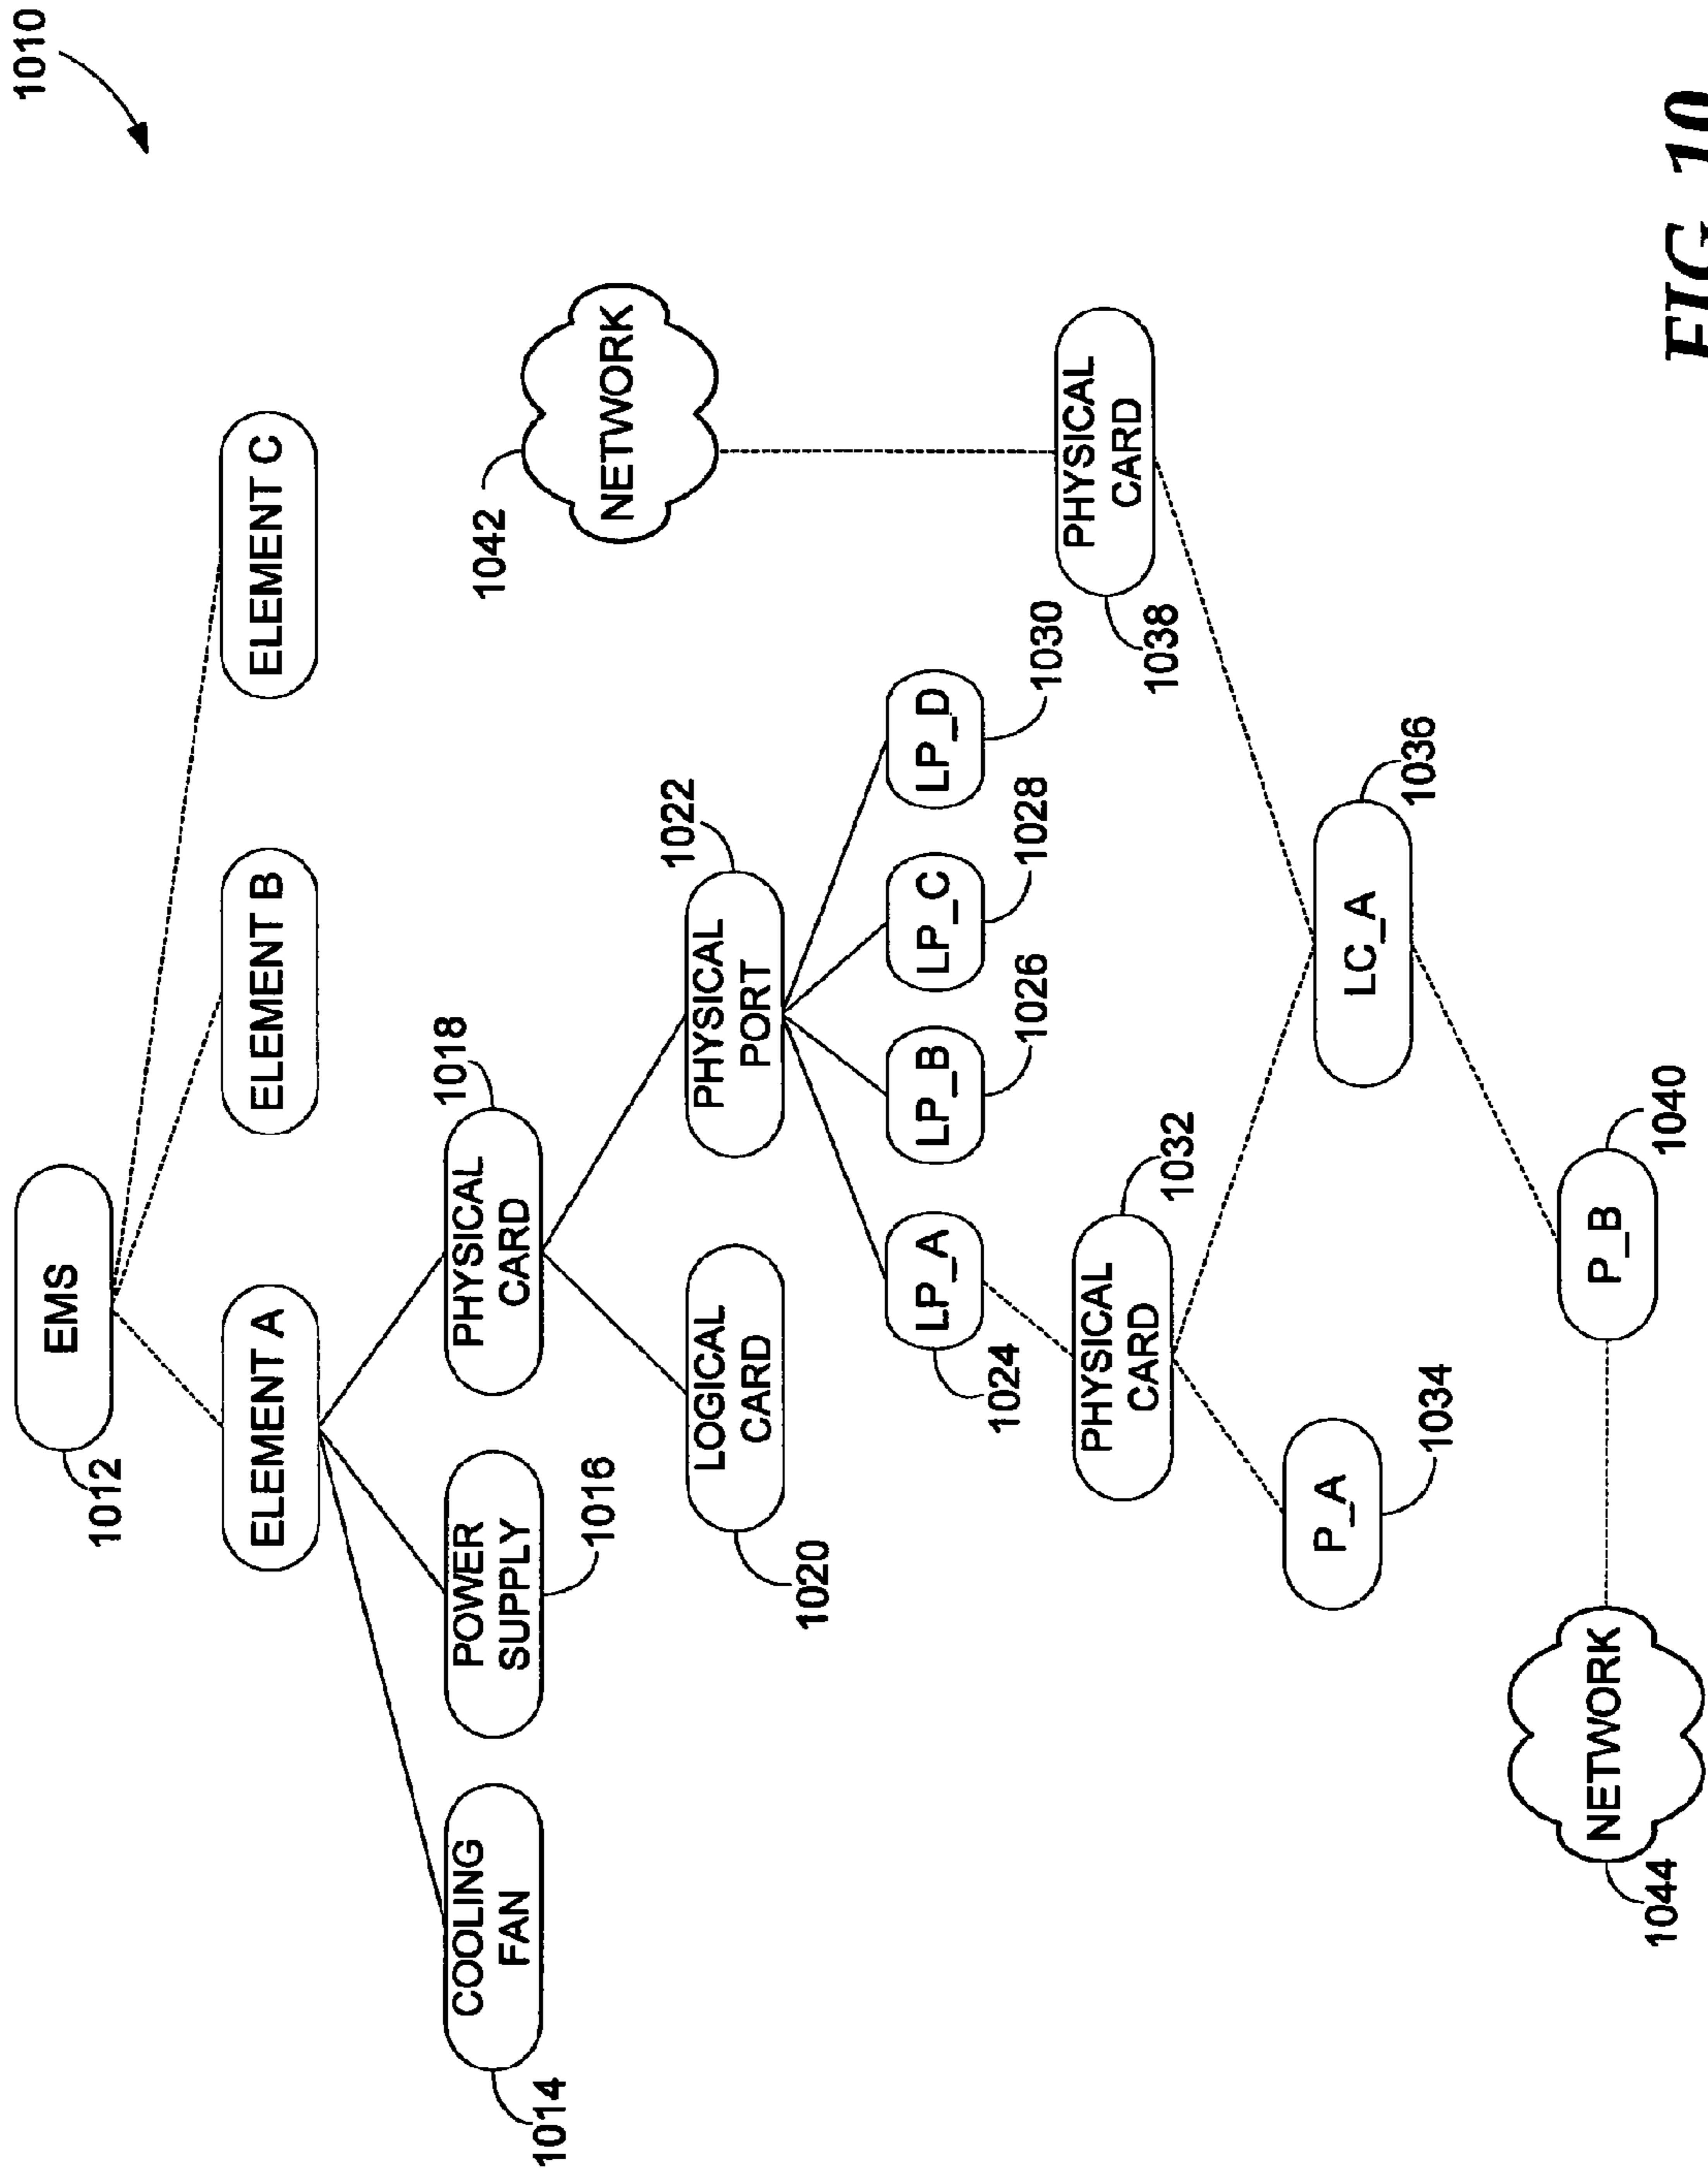 1010
EMS
1012
ELEMENT A
ELEMENT B
ELEMENT C
COOLING
FAN
1014
POWER
SUPPLY
1016
PHYSICAL
CARD
1018
NETWORK
1042
LOGICAL
CARD
1020
PHYSICAL
PORT
1022
LP_A
1024
LP_B
1026
LP_C
1028
LP_D
1030
PHYSICAL
CARD
1032
PHYSICAL
CARD
1038
P_A
1034
LC_A
1036
P_B
1040
NETWORK
1044
FIG 10